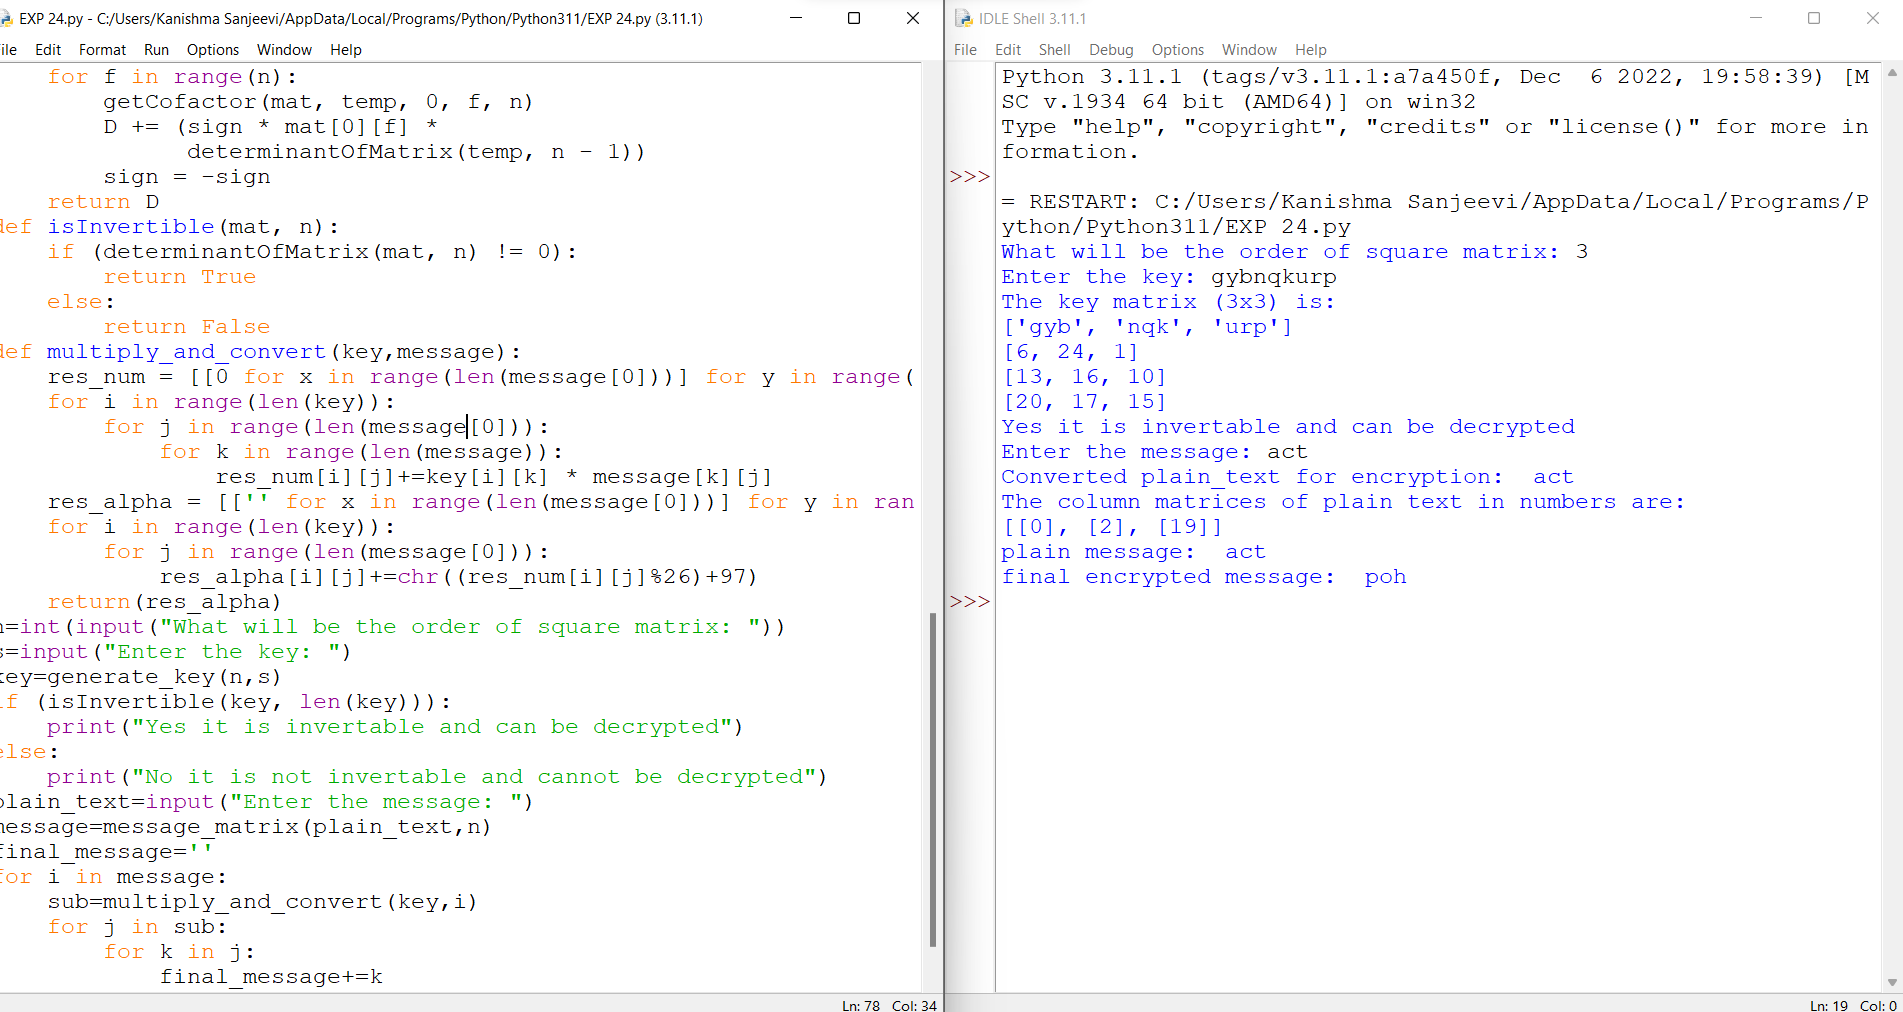 EXP 24.py - C:/Users/Kanishma Sanjeevi/AppData/Local/Programs/Python/Python311/EXP 24.py (3.11.1)
ile Edit Format Run Options Window Help
    for f in range(n):
        getCofactor(mat, temp, 0, f, n)
        D += (sign * mat[0][f] *
              determinantOfMatrix(temp, n - 1))
        sign = -sign
    return D
def isInvertible(mat, n):
    if (determinantOfMatrix(mat, n) != 0):
        return True
    else:
        return False
def multiply_and_convert(key,message):
    res_num = [[0 for x in range(len(message[0]))] for y in range(
    for i in range(len(key)):
        for j in range(len(message[0])):
            for k in range(len(message)):
                res_num[i][j]+=key[i][k] * message[k][j]
    res_alpha = [['' for x in range(len(message[0]))] for y in ran
    for i in range(len(key)):
        for j in range(len(message[0])):
            res_alpha[i][j]+=chr((res_num[i][j]%26)+97)
    return(res_alpha)
n=int(input("What will be the order of square matrix: "))
s=input("Enter the key: ")
key=generate_key(n,s)
if (isInvertible(key, len(key))):
    print("Yes it is invertable and can be decrypted")
else:
    print("No it is not invertable and cannot be decrypted")
plain_text=input("Enter the message: ")
message=message_matrix(plain_text,n)
final_message=''
for i in message:
    sub=multiply_and_convert(key,i)
    for j in sub:
        for k in j:
            final_message+=k
Ln: 78 Col: 34
IDLE Shell 3.11.1
File Edit Shell Debug Options Window Help
Python 3.11.1 (tags/v3.11.1:a7a450f, Dec  6 2022, 19:58:39) [M
SC v.1934 64 bit (AMD64)] on win32
Type "help", "copyright", "credits" or "license()" for more in
formation.
>>>
= RESTART: C:/Users/Kanishma Sanjeevi/AppData/Local/Programs/P
ython/Python311/EXP 24.py
What will be the order of square matrix: 3
Enter the key: gybnqkurp
The key matrix (3x3) is:
['gyb', 'nqk', 'urp']
[6, 24, 1]
[13, 16, 10]
[20, 17, 15]
Yes it is invertable and can be decrypted
Enter the message: act
Converted plain_text for encryption:  act
The column matrices of plain text in numbers are:
[[0], [2], [19]]
plain message:  act
final encrypted message:  poh
>>>
Ln: 19 Col: 0